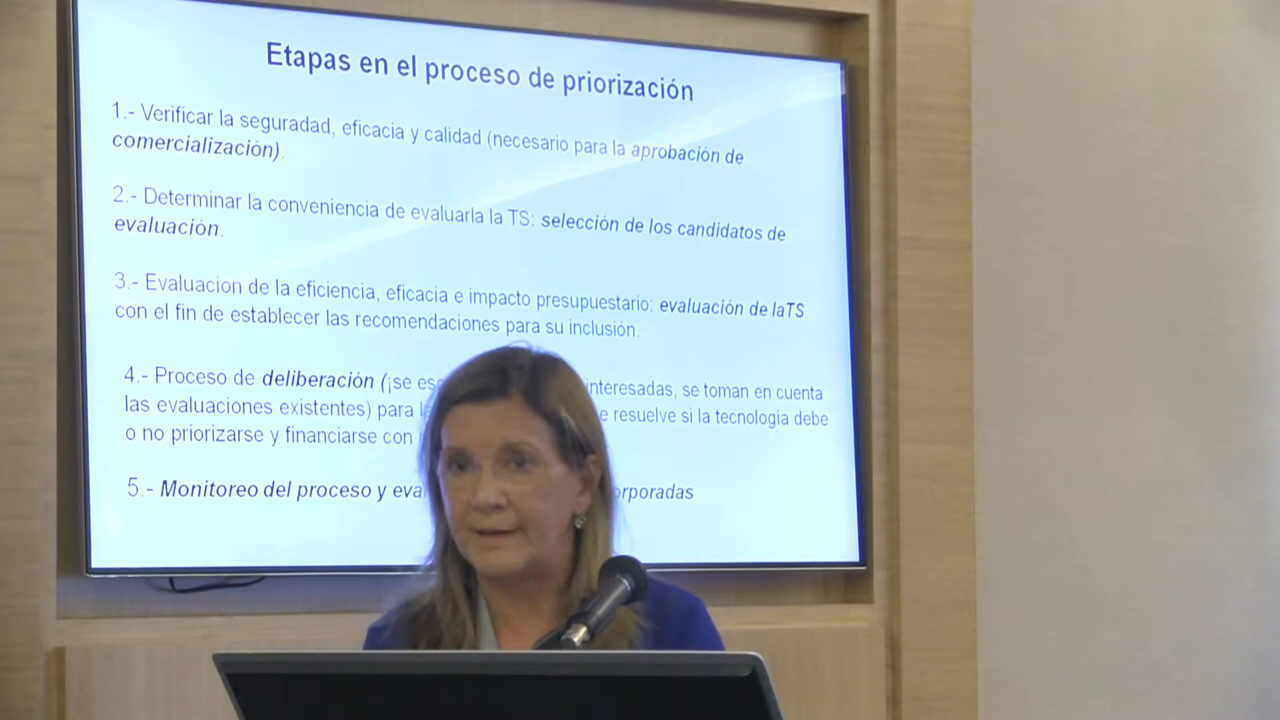 Etapas en el proceso de priorización
1.- Verificar la seguradad, eficacia y calidad (necesario para la aprobación de
comercialización).
2.- Determinar la conveniencia de evaluarla la TS: selección de los candidatos de
evaluación.
3.- Evaluacion de la eficiencia, eficacia e impacto presupuestario: evaluación de laTS
con el fin de establecer las recomendaciones para su inclusión.
4.- Proceso de deliberación (¡se interesadas, se toman en cuenta
las evaluaciones existentes) para resuelve si la tecnologia debe
o no priorizarse y financiarse con
5.- Monitoreo del proceso y